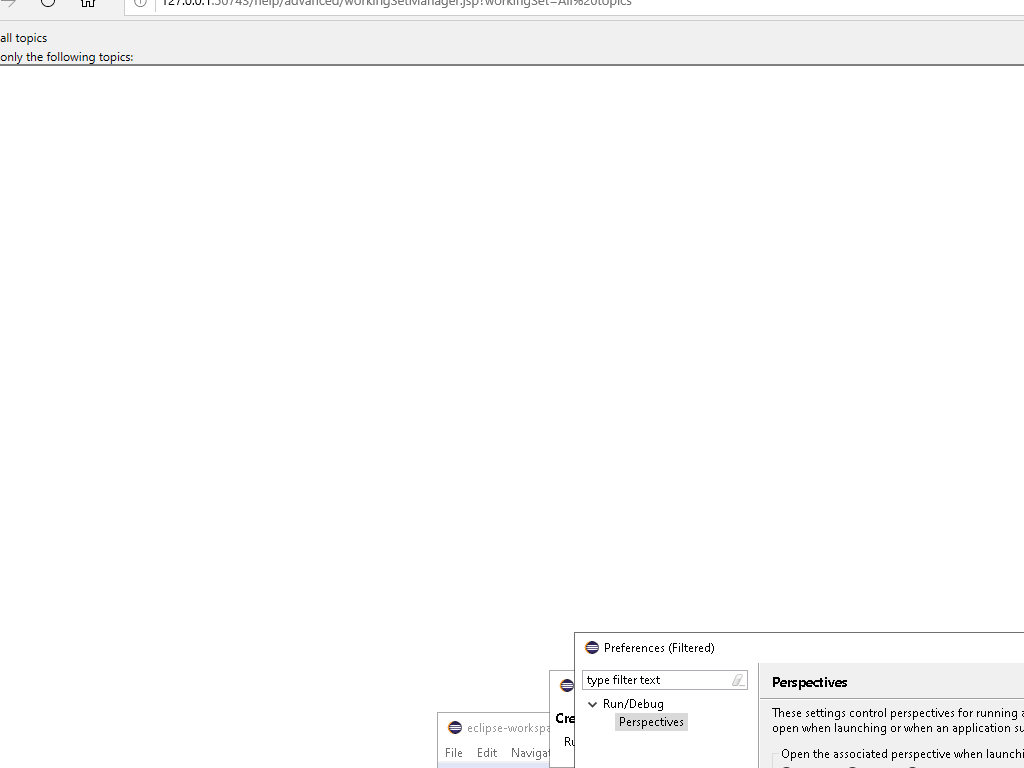 127.0.0.1:50743/help/advanced/workingSetManager.jsp?workingSet=All%20topics
all topics
only the following topics:
Preferences (Filtered)
type filter text
Perspectives
Run/Debug
Perspectives
These settings control perspectives for running
open when launching or when an application su
Open the associated perspective when launchi
Cre
Ru
eclipse-workspa
File Edit Navigat